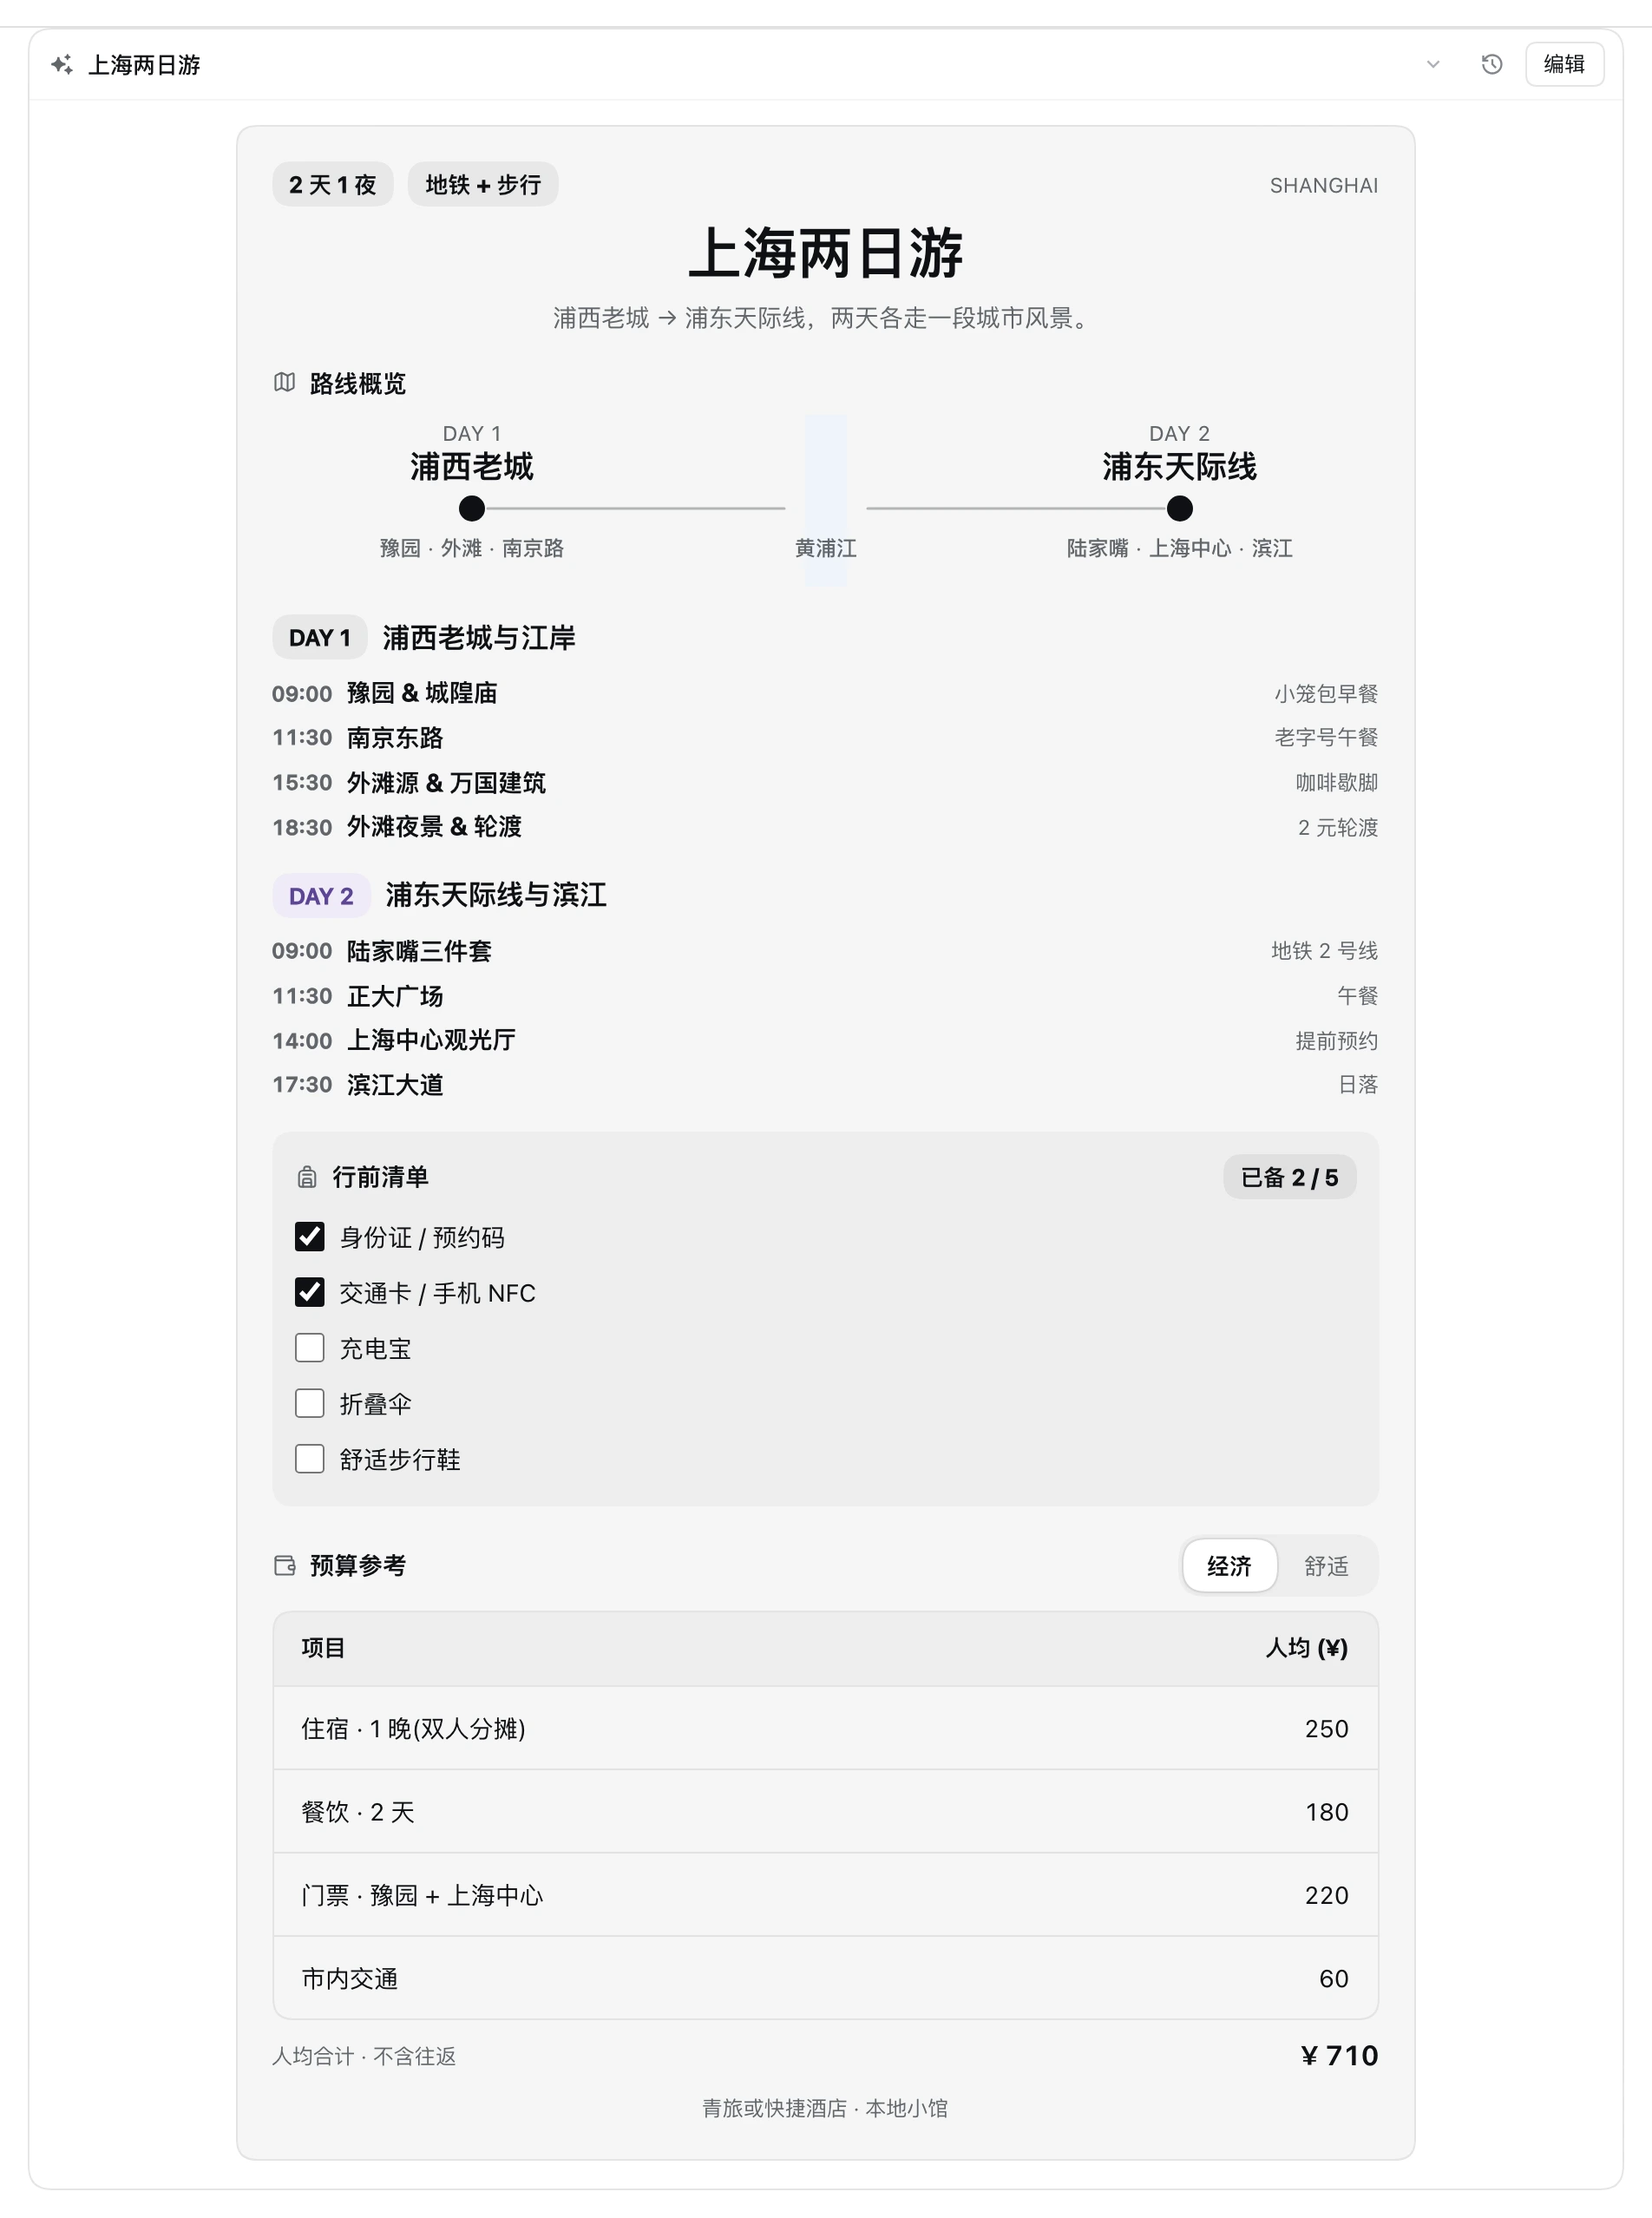 上海两日游
编辑
2 天 1 夜
地铁 + 步行
SHANGHAI
上海两日游
浦西老城 → 浦东天际线，两天各走一段城市风景。
路线概览
DAY 1
浦西老城
豫园 · 外滩 · 南京路
黄浦江
DAY 2
浦东天际线
陆家嘴 · 上海中心 · 滨江
DAY 1 浦西老城与江岸
09:00 豫园 & 城隍庙 小笼包早餐
11:30 南京东路 老字号午餐
15:30 外滩源 & 万国建筑 咖啡歇脚
18:30 外滩夜景 & 轮渡 2 元轮渡
DAY 2 浦东天际线与滨江
09:00 陆家嘴三件套 地铁 2 号线
11:30 正大广场 午餐
14:00 上海中心观光厅 提前预约
17:30 滨江大道 日落
行前清单 已备 2 / 5
身份证 / 预约码
交通卡 / 手机 NFC
充电宝
折叠伞
舒适步行鞋
预算参考 经济 舒适
项目 人均 (¥)
住宿 · 1 晚(双人分摊) 250
餐饮 · 2 天 180
门票 · 豫园 + 上海中心 220
市内交通 60
人均合计 · 不含往返 ¥ 710
青旅或快捷酒店 · 本地小馆